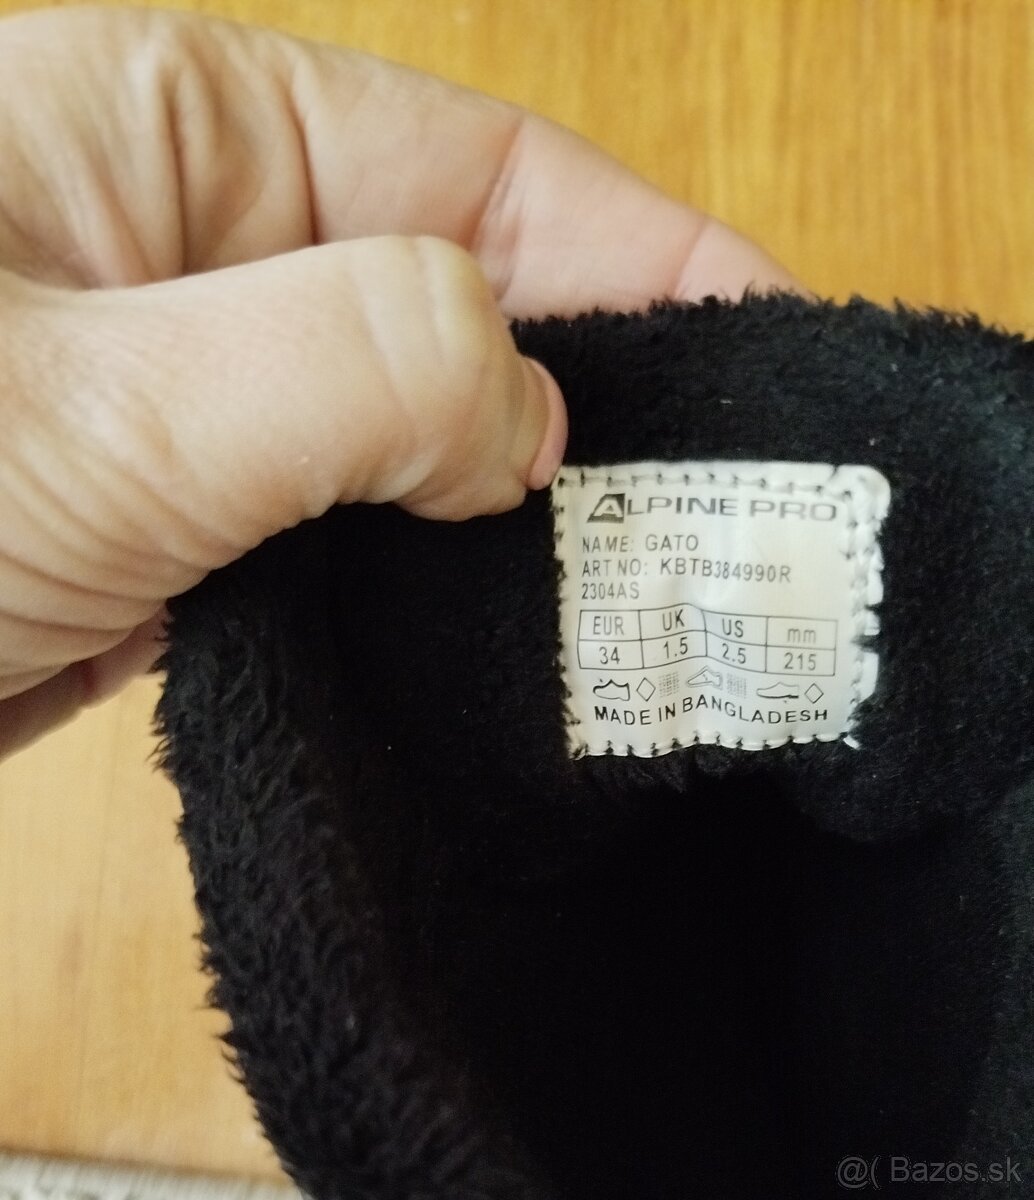 ALPINE PRO
NAME: GATO
ART NO: KBTB384990R
2304AS
EUR UK US mm
34 1.5 2.5 215
MADE IN BANGLADESH
@( Bazos.sk